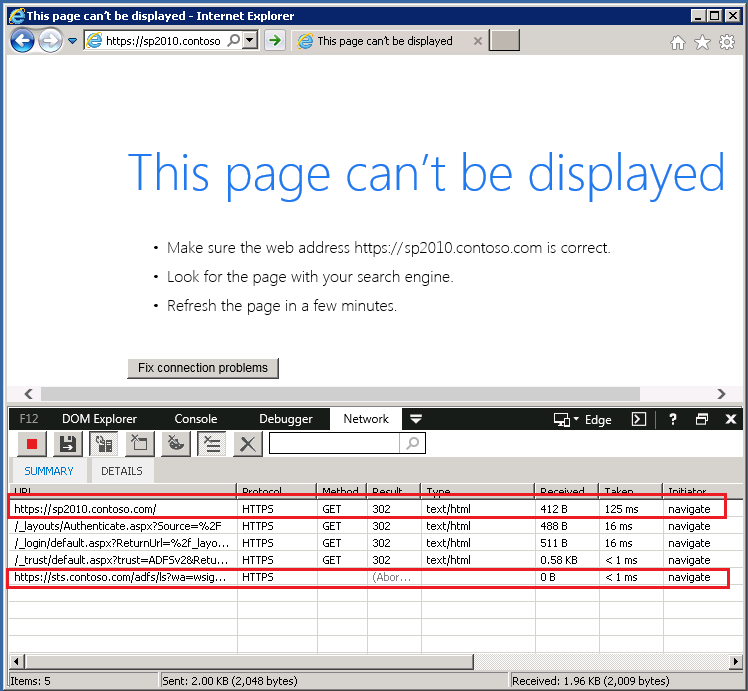 This page can't be displayed - Internet Explorer
https://sp2010.contoso
This page can't be displayed
This page can't be displayed
• Make sure the web address https://sp2010.contoso.com is correct.
• Look for the page with your search engine.
• Refresh the page in a few minutes.
Fix connection problems
F12 DOM Explorer Console Debugger Network Edge ?
SUMMARY DETAILS
URL Protocol Method Result Type Received Taken Initiator
https://sp2010.contoso.com/ HTTPS GET 302 text/html 412 B 125 ms navigate
/_layouts/Authenticate.aspx?Source=%2F HTTPS GET 302 text/html 488 B 16 ms navigate
/_login/default.aspx?ReturnUrl=%2f_layo... HTTPS GET 302 text/html 511 B 16 ms navigate
/_trust/default.aspx?trust=ADFSv2&Retu... HTTPS GET 302 text/html 0.58 KB < 1 ms navigate
https://sts.contoso.com/adfs/ls?wa=wsig... HTTPS (Abor... 0 B < 1 ms navigate
Items: 5 Sent: 2.00 KB (2,048 bytes) Received: 1.96 KB (2,009 bytes)